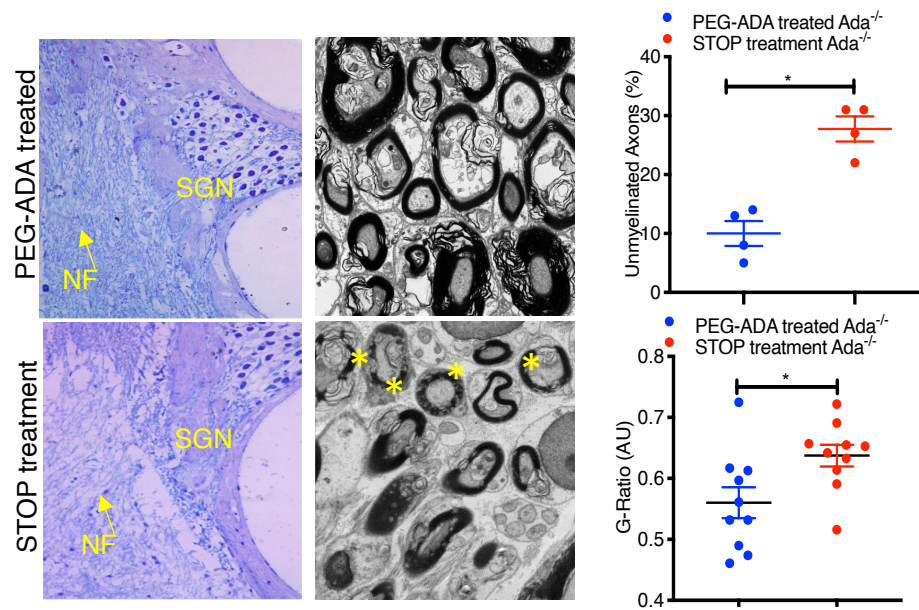 PEG-ADA treated
SGN
NF
STOP treatment
SGN
NF
*
*
*
*
PEG-ADA treated Ada⁻/⁻
STOP treatment Ada⁻/⁻
*
Unmyelinated Axons (%)
40
30
20
10
0
PEG-ADA treated Ada⁻/⁻
STOP treatment Ada⁻/⁻
*
G-Ratio (AU)
0.8
0.7
0.6
0.5
0.4